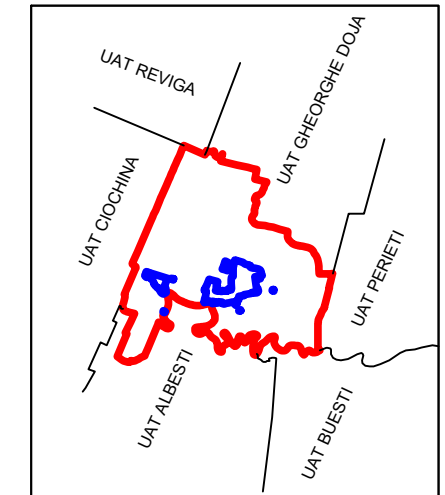 UAT REVIGA
UAT GHEORGHE DOJA
UAT CIOCHINA
UAT PERIETI
UAT ALBESTI
UAT BUESTI